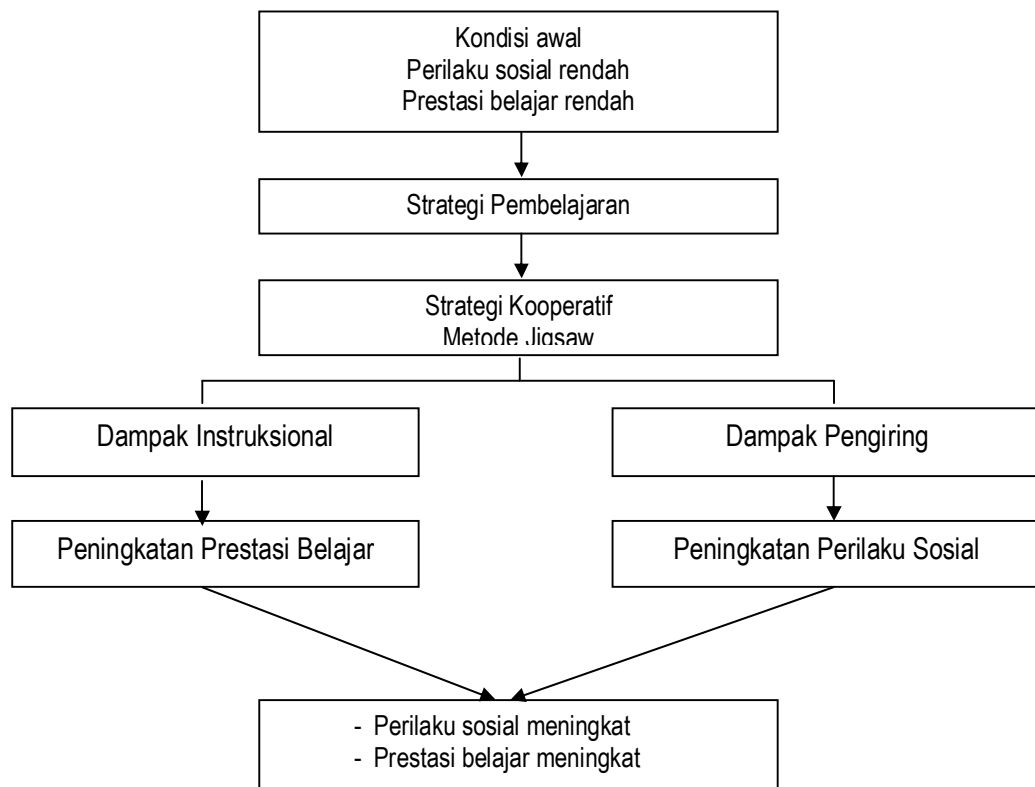 Kondisi awal
Perilaku sosial rendah
Prestasi belajar rendah
Strategi Pembelajaran
Strategi Kooperatif
Metode Jigsaw
Dampak Instruksional
Dampak Pengiring
Peningkatan Prestasi Belajar
Peningkatan Perilaku Sosial
- Perilaku sosial meningkat
- Prestasi belajar meningkat